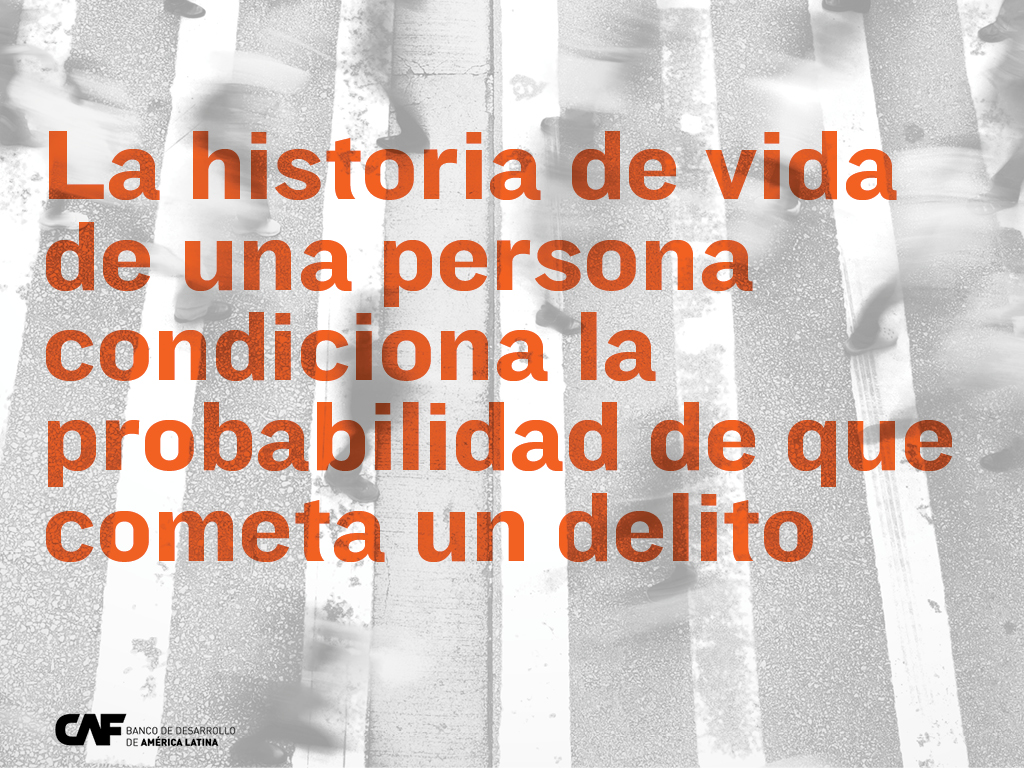 La historia de vida
de una persona
condiciona la
probabilidad de que
cometa un delito
CAF BANCO DE DESARROLLO
DE AMÉRICA LATINA